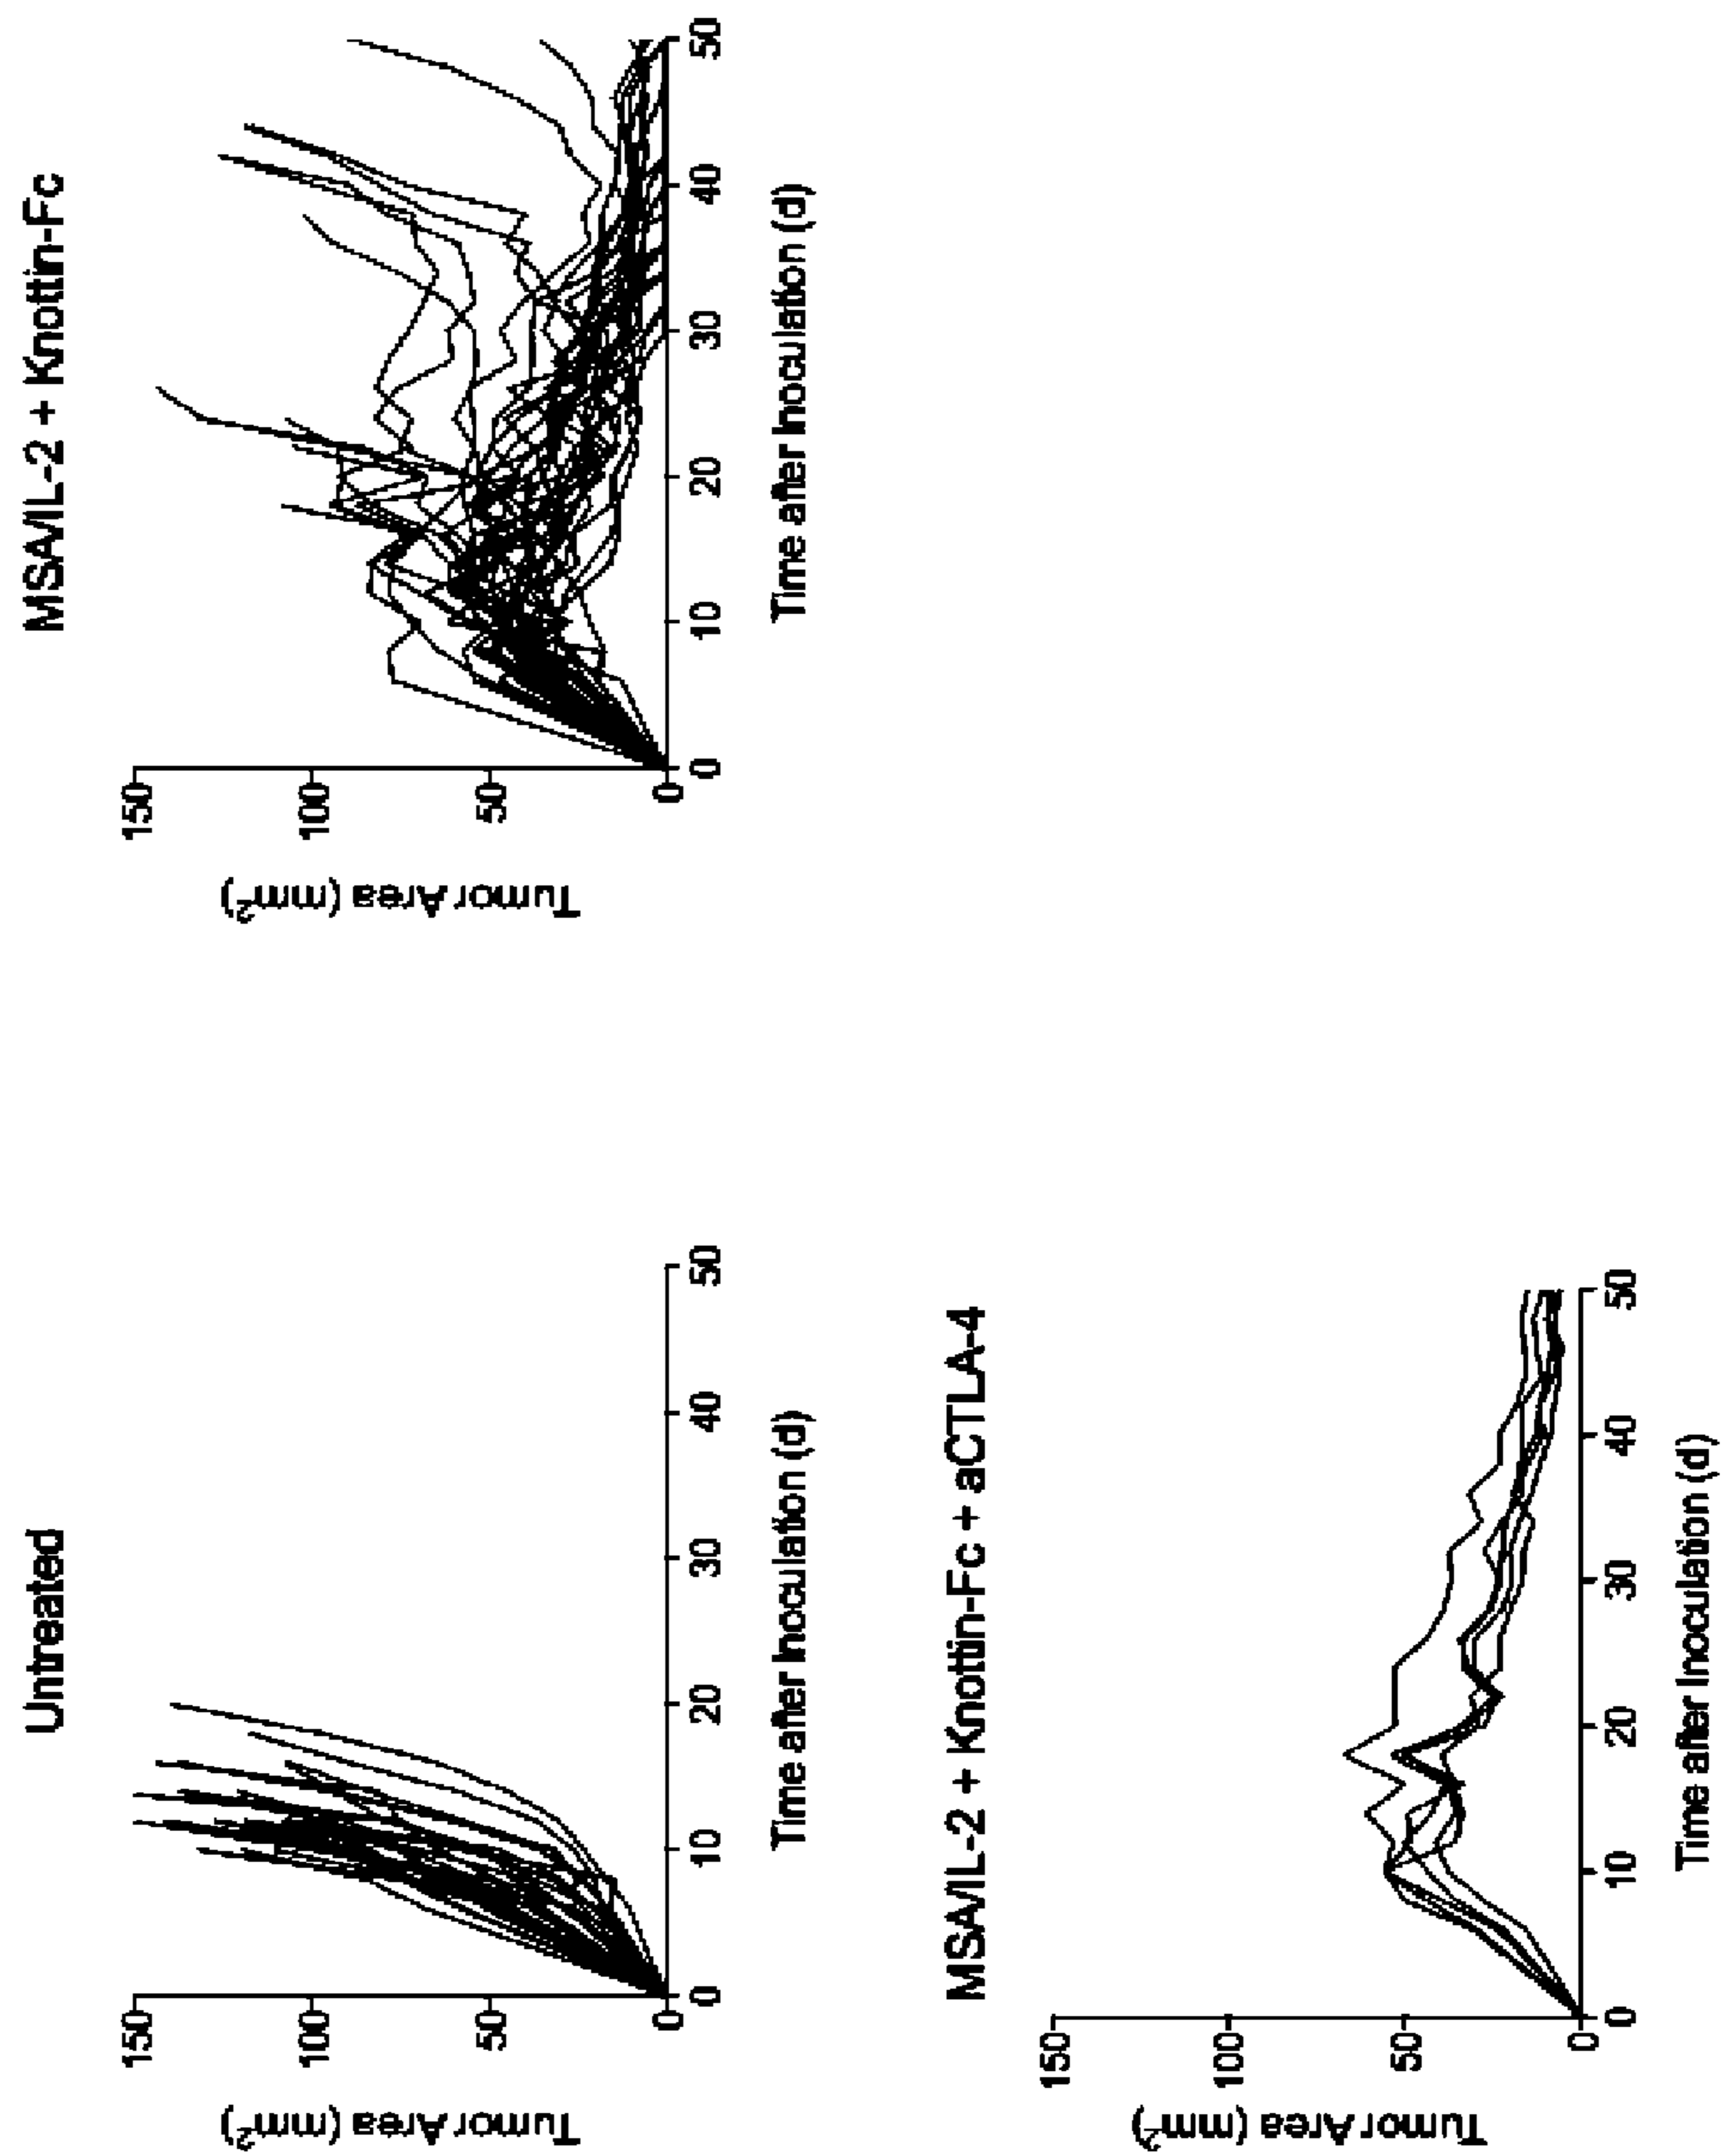 Untreated
Tumor Area (mm²)
150
100
50
0
0 10 20 30 40 50
Time after Inoculation (d)
MSA/IL-2 + Knottin-Fc
Tumor Area (mm²)
150
100
50
0
0 10 20 30 40 50
Time after Inoculation (d)
MSA/IL-2 + Knottin-Fc + aCTLA-4
Tumor Area (mm²)
150
100
50
0
0 10 20 30 40 50
Time after Inoculation (d)